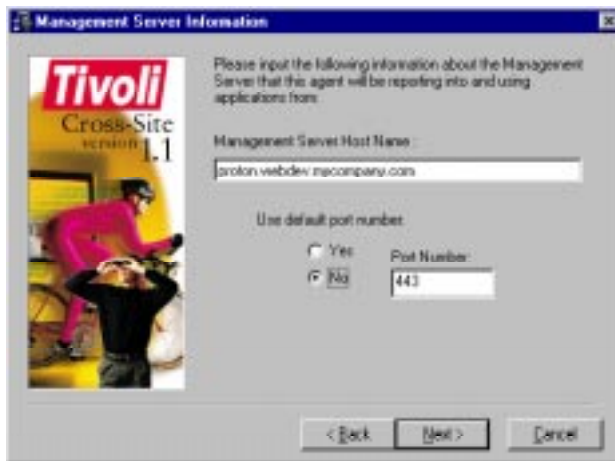 Management Server Information
Tivoli
Cross-Site
version 1.1
Please input the following information about the Management
Server that this agent will be reporting into and using
applications from:
Management Server Host Name :
proton.webdev.mycompany.com
Use default port number:
Yes
No
Port Number:
443
< Back
Next >
Cancel